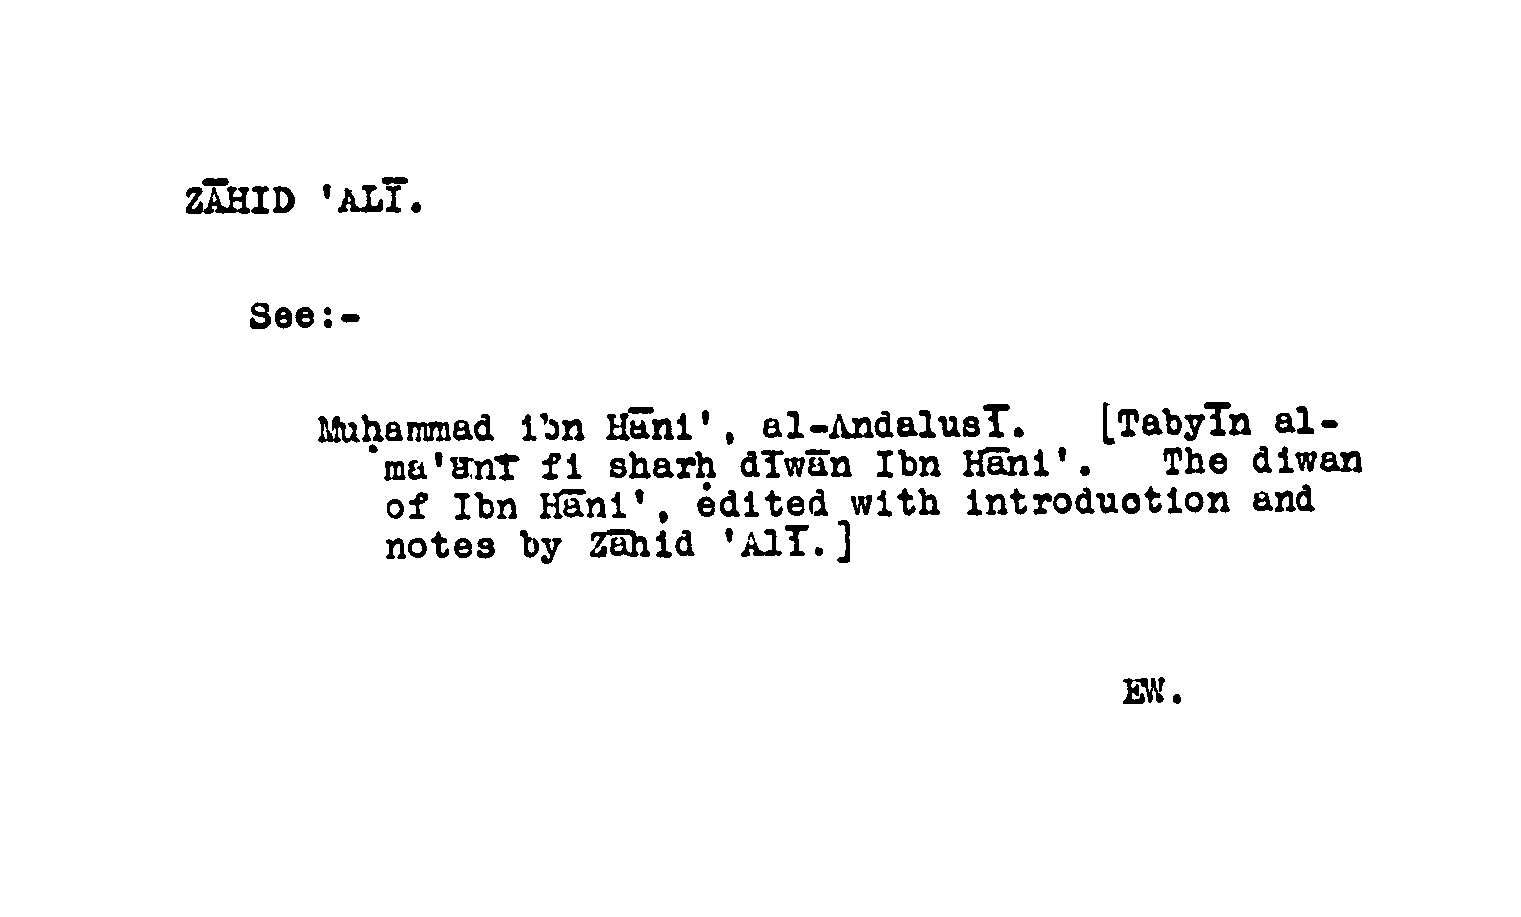 ZĀHID 'ALĪ.
See:-
Muḥammad ibn Hāni', al-Andalusī. [Tabyīn al-
ma'ānī fi sharḥ dīwān Ibn Hāni'. The diwan
of Ibn Hāni', edited with introduction and
notes by Zāhid 'Alī.]
EW.